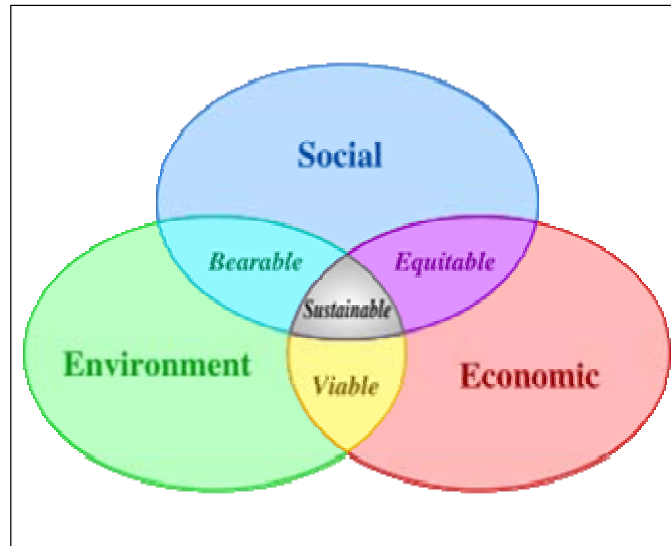 Social
Bearable
Equitable
Sustainable
Environment
Viable
Economic